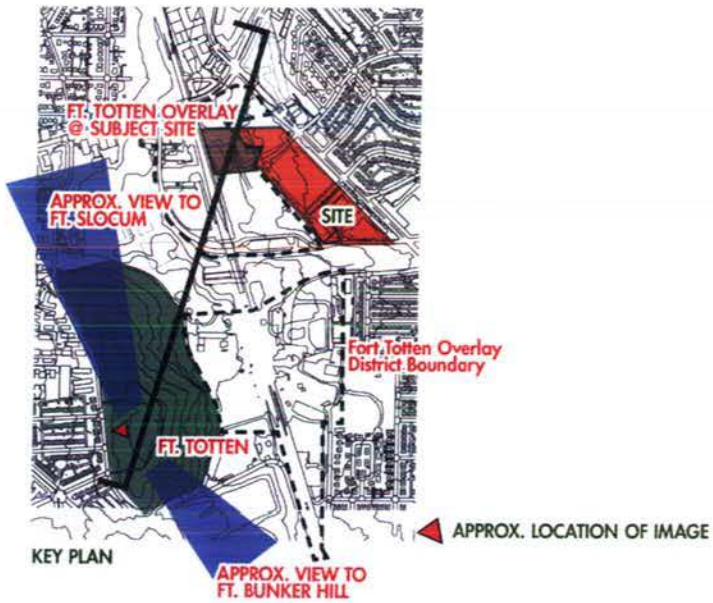 FT. TOTTEN OVERLAY
@ SUBJECT SITE
APPROX. VIEW TO
FT. SLOCUM
SITE
Fort Totten Overlay
District Boundary
FT. TOTTEN
APPROX. LOCATION OF IMAGE
KEY PLAN
APPROX. VIEW TO
FT. BUNKER HILL